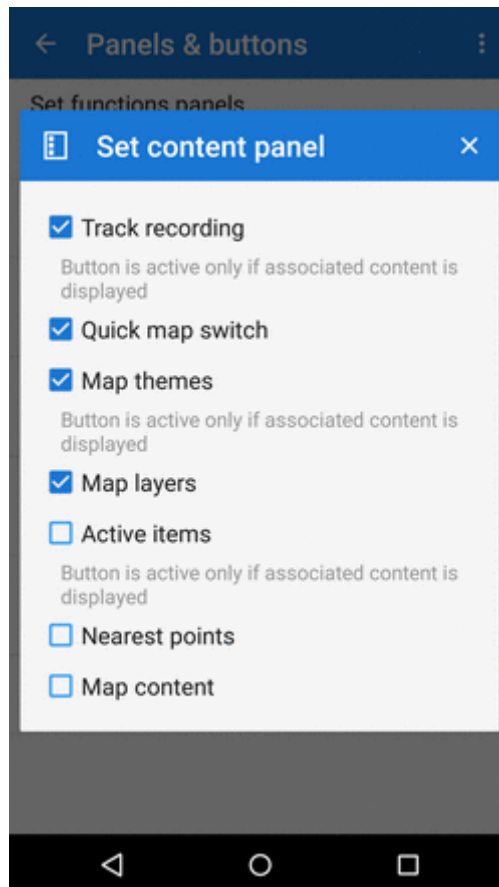 Panels & buttons
Set functions panels
Set content panel
Track recording
Button is active only if associated content is
displayed
Quick map switch
Map themes
Button is active only if associated content is
displayed
Map layers
Active items
Button is active only if associated content is
displayed
Nearest points
Map content